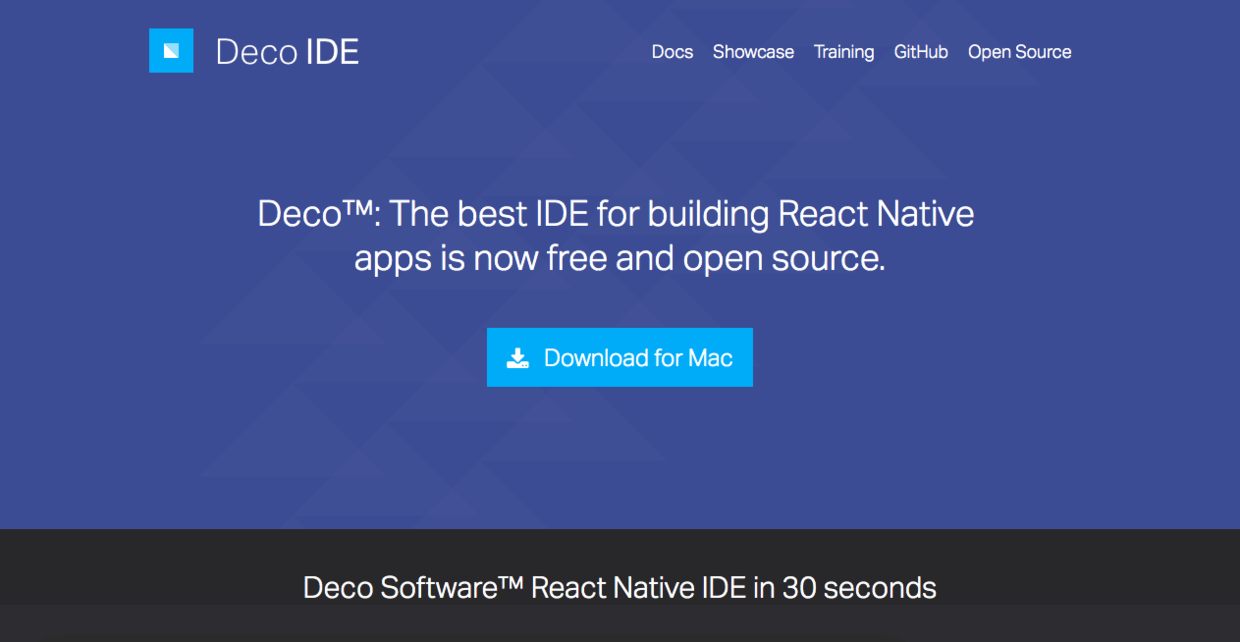 Deco IDE
Docs Showcase Training GitHub Open Source
Deco™: The best IDE for building React Native
apps is now free and open source.
Download for Mac
Deco Software™ React Native IDE in 30 seconds